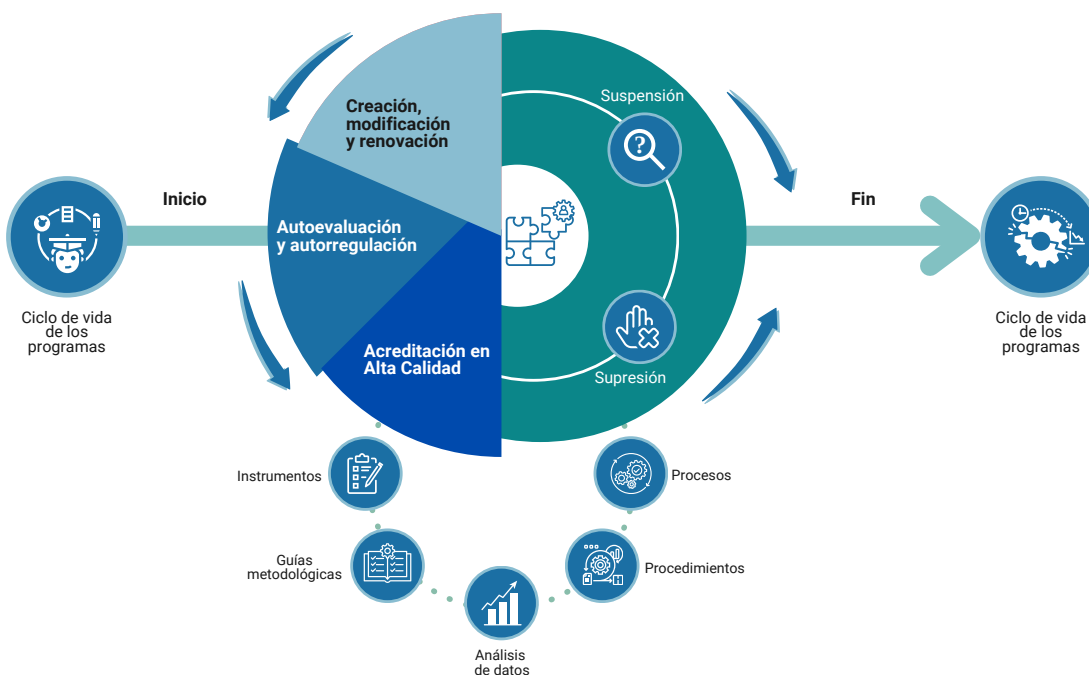 Suspensión
Creación,
modificación
y renovación
Inicio
Fin
Autoevaluación
y autorregulación
Ciclo de vida
de los
programas
Ciclo de vida
de los
programas
Acreditación en
Alta Calidad
Supresión
Instrumentos
Procesos
Guías
metodológicas
Procedimientos
Análisis
de datos